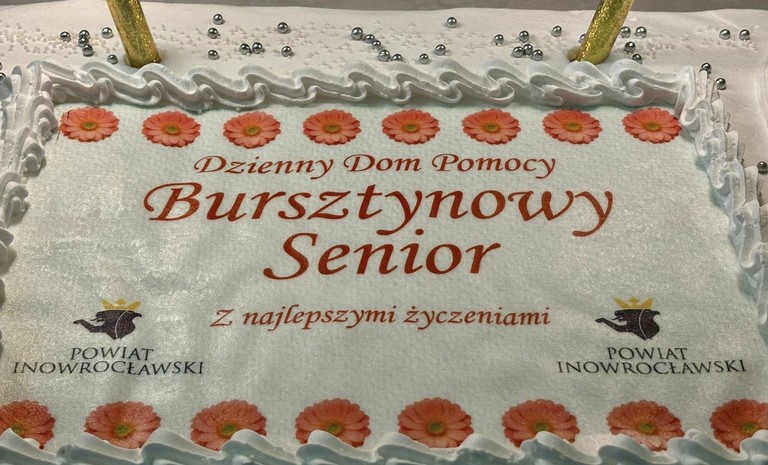 Dzienny Dom Pomocy
Bursztynowy
Senior
Z najlepszymi życzeniami
POWIAT
INOWROCŁAWSKI
POWIAT
INOWROCŁAWSKI